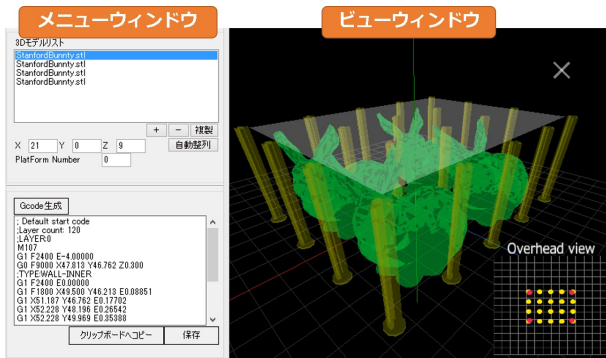 メニューウィンドウ
ビューウィンドウ
3Dモデルリスト
StanfordBunnty.stl
StanfordBunnty.stl
StanfordBunnty.stl
StanfordBunnty.stl
+ - 複製
X 21 Y 0 Z 9 自動整列
PlatForm Number 0
Gcode生成
; Default start code
;Layer count: 120
;LAYER:0
M107
G1 F2400 E-4.00000
G0 F9000 X47.813 Y46.762 Z0.300
;TYPE:WALL-INNER
G1 F2400 E0.00000
G1 F1800 X49.500 Y46.213 E0.08851
G1 X51.187 Y46.762 E0.17702
G1 X52.228 Y48.196 E0.26542
G1 X52.228 Y49.969 E0.35388
クリップボードへコピー 保存
Overhead view